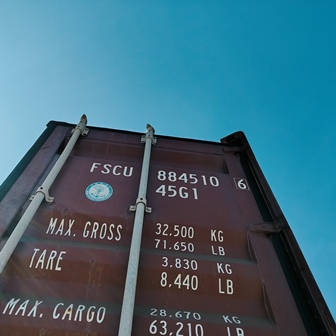 FSCU 884510 6
45G1
MAX. GROSS 32.500 KG
71.650 LB
TARE 3.830 KG
8.440 LB
MAX. CARGO 28.670 KG
63.210 LB